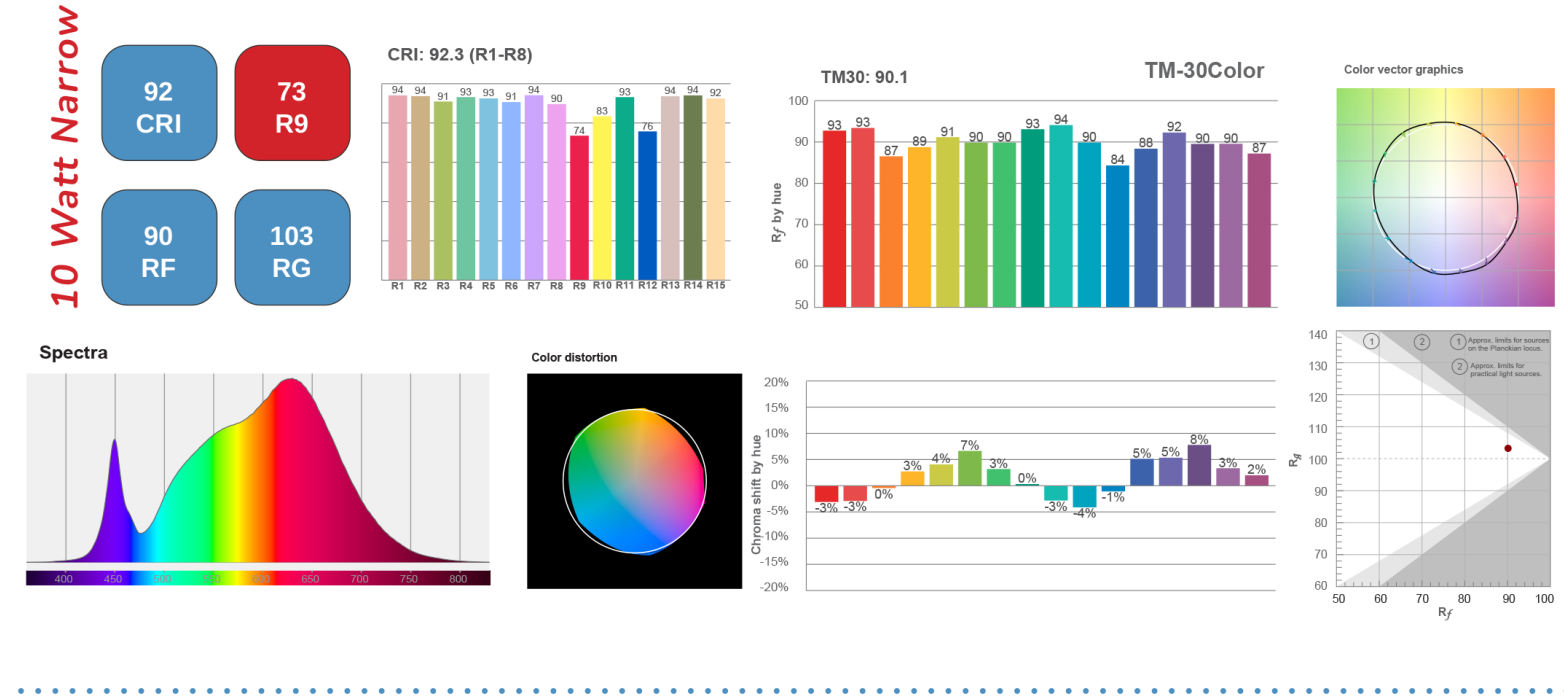 10 Watt Narrow
92
CRI
73
R9
90
RF
103
RG
CRI: 92.3 (R1-R8)
94 94 91 93 93 91 94 90 74 83 93 76 94 94 92
R1 R2 R3 R4 R5 R6 R7 R8 R9 R10 R11 R12 R13 R14 R15
TM30: 90.1
TM-30Color
Rf by hue
100
90
80
70
60
50
93 93 87 89 91 90 90 93 94 90 84 88 92 90 90 87
Color vector graphics
Spectra
400 450 500 550 600 650 700 750 800
Color distortion
Chroma shift by hue
20%
15%
10%
5%
0%
-5%
-10%
-15%
-20%
-3% -3% 0% 3% 4% 7% 3% 0% -3% -4% -1% 5% 5% 8% 3% 2%
Rg
140
130
120
110
100
90
80
70
60
1
2
1 Approx. limits for sources
on the Planokian locus.
2 Approx. limits for
practical light sources.
50 60 70 80 90 100
Rf